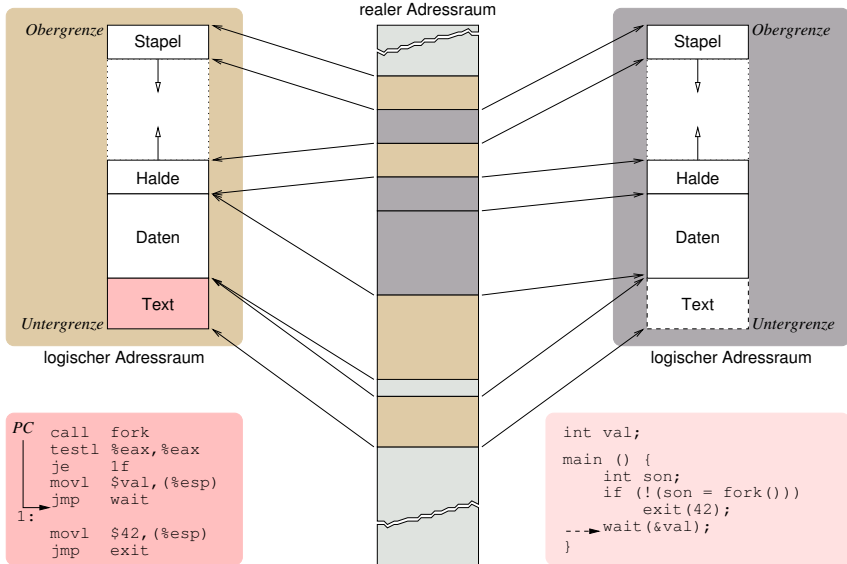 realer Adressraum
Obergrenze
Stapel
Halde
Daten
Text
Untergrenze
logischer Adressraum
Stapel
Obergrenze
Halde
Daten
Text
Untergrenze
logischer Adressraum
PC
call fork
testl %eax,%eax
je 1f
movl $val,(%esp)
jmp wait
1:
movl $42,(%esp)
jmp exit
int val;
main () {
int son;
if (!(son = fork()))
exit(42);
wait(&val);
}